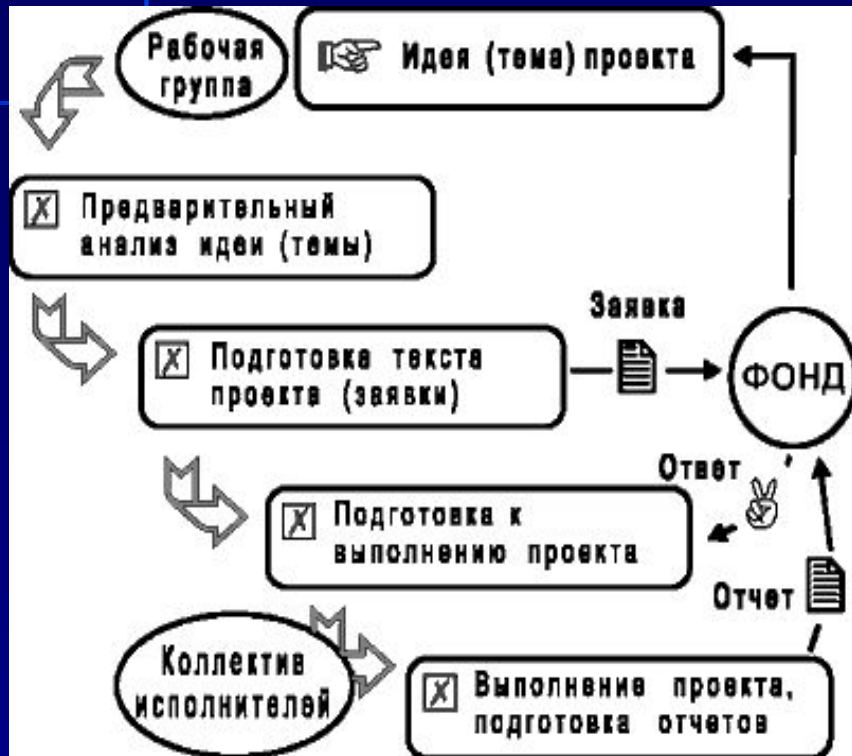 Рабочая
группа
Идея (тема) проекта
Предварительный
анализ идеи (темы)
Заявка
Подготовка текста
проекта (заявки)
ФОНД
Ответ
Подготовка к
выполнению проекта
Отчет
Коллектив
исполнителей
Выполнение проекта,
подготовка отчетов